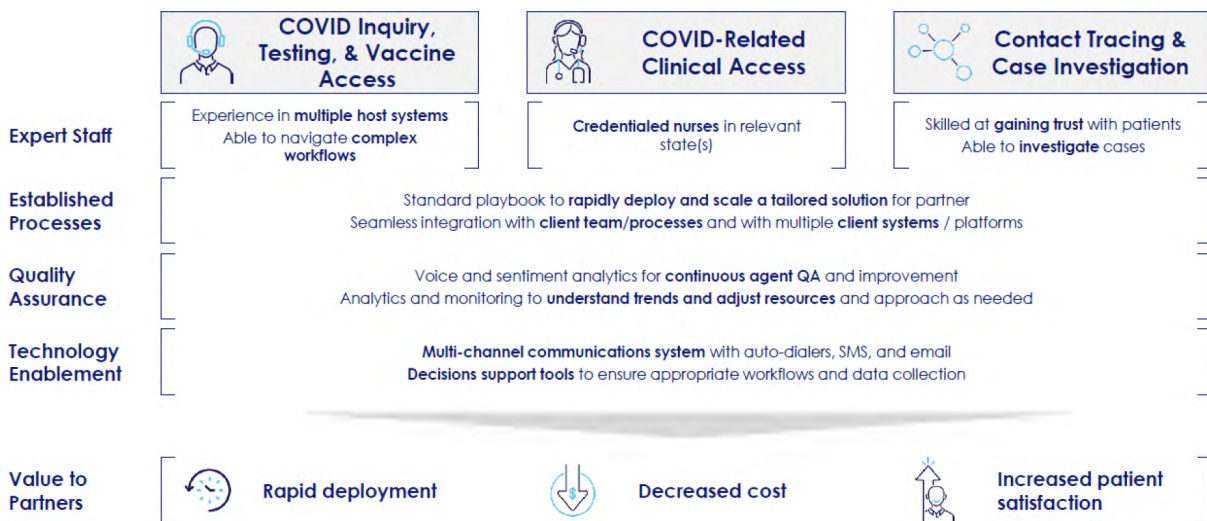 COVID Inquiry,
Testing, & Vaccine
Access
COVID-Related
Clinical Access
Contact Tracing &
Case Investigation
Expert Staff
Experience in multiple host systems
Able to navigate complex
workflows
Credentialed nurses in relevant
state(s)
Skilled at gaining trust with patients
Able to investigate cases
Established
Processes
Standard playbook to rapidly deploy and scale a tailored solution for partner
Seamless integration with client team/processes and with multiple client systems / platforms
Quality
Assurance
Voice and sentiment analytics for continuous agent QA and improvement
Analytics and monitoring to understand trends and adjust resources and approach as needed
Technology
Enablement
Multi-channel communications system with auto-dialers, SMS, and email
Decisions support tools to ensure appropriate workflows and data collection
Value to
Partners
Rapid deployment
$
Decreased cost
Increased patient
satisfaction